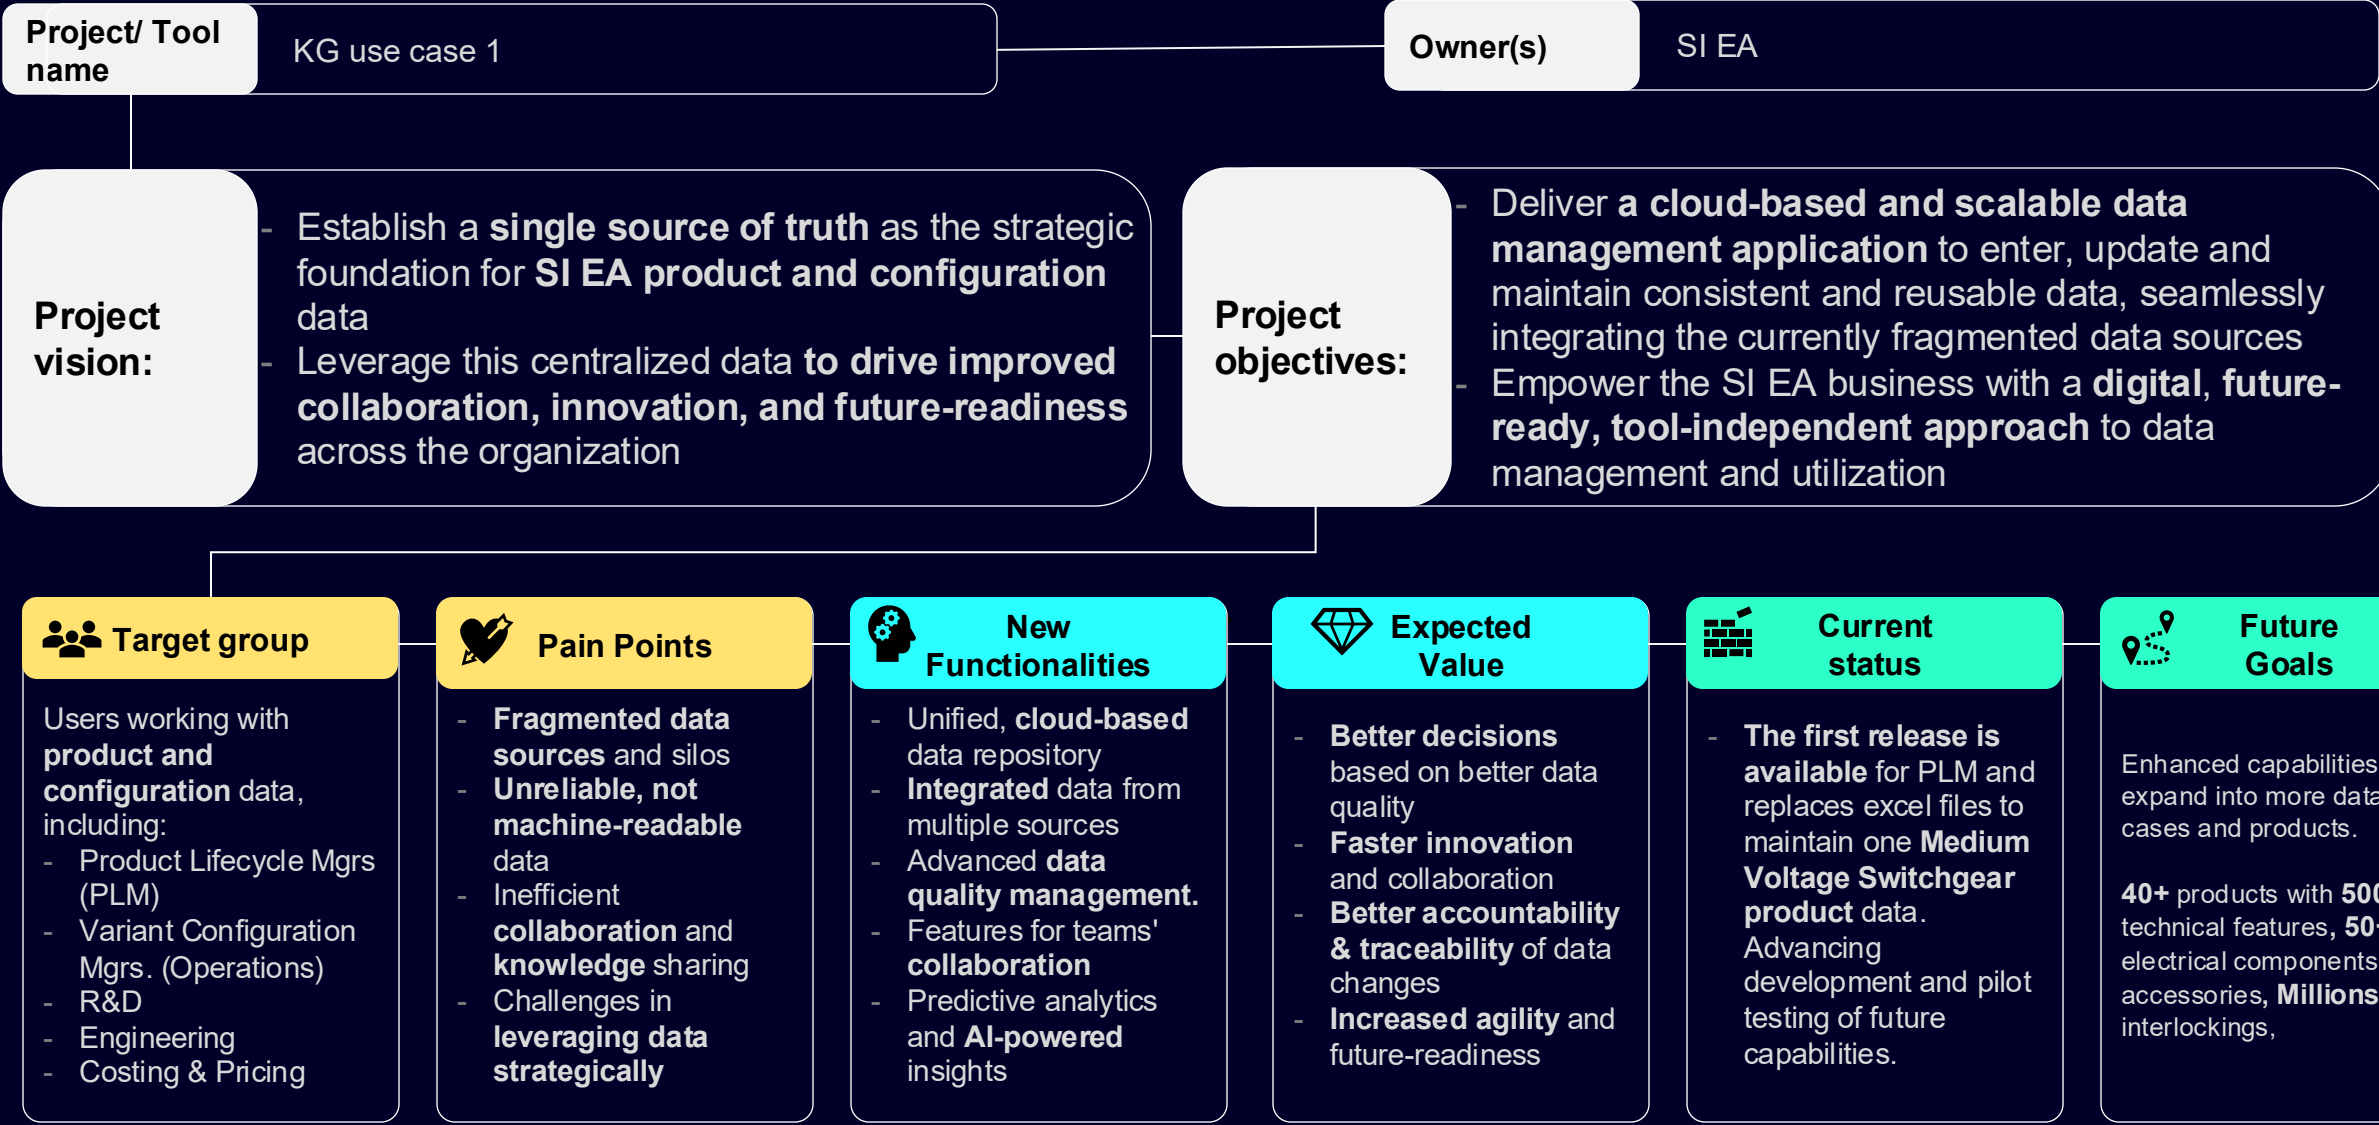 Project/ Tool
name
KG use case 1
Owner(s)
SI EA
Project
vision:
- Establish a single source of truth as the strategic
foundation for SI EA product and configuration
data
- Leverage this centralized data to drive improved
collaboration, innovation, and future-readiness
across the organization
Project
objectives:
- Deliver a cloud-based and scalable data
management application to enter, update and
maintain consistent and reusable data, seamlessly
integrating the currently fragmented data sources
- Empower the SI EA business with a digital, future-
ready, tool-independent approach to data
management and utilization
Target group
Users working with
product and
configuration data,
including:
- Product Lifecycle Mgrs
(PLM)
- Variant Configuration
Mgrs. (Operations)
- R&D
- Engineering
- Costing & Pricing
Pain Points
- Fragmented data
sources and silos
- Unreliable, not
machine-readable
data
- Inefficient
collaboration and
knowledge sharing
- Challenges in
leveraging data
strategically
New
Functionalities
- Unified, cloud-based
data repository
- Integrated data from
multiple sources
- Advanced data
quality management.
- Features for teams'
collaboration
- Predictive analytics
and AI-powered
insights
Expected
Value
- Better decisions
based on better data
quality
- Faster innovation
and collaboration
- Better accountability
& traceability of data
changes
- Increased agility and
future-readiness
Current
status
- The first release is
available for PLM and
replaces excel files to
maintain one Medium
Voltage Switchgear
product data.
Advancing
development and pilot
testing of future
capabilities.
Future
Goals
Enhanced capabilities
expand into more data
cases and products.
40+ products with 500
technical features, 50+
electrical components
accessories, Millions
interlockings,